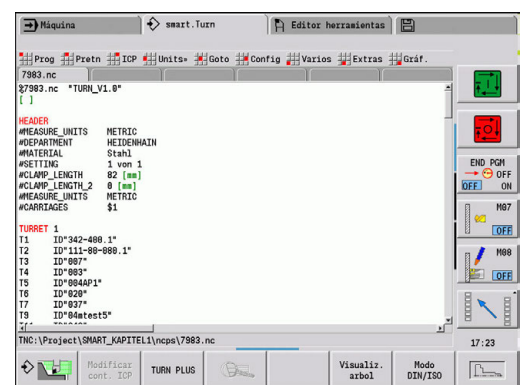 Máquina
smart.Turn
Editor herramientas
Prog Pretn ICP Units» Goto Config Varios Extras Gráf.
7983.nc
%7983.nc "TURN_V1.0"
[ ]
HEADER
#MEASURE_UNITS METRIC
#DEPARTMENT HEIDENHAIN
#MATERIAL Stahl
#SETTING 1 von 1
#CLAMP_LENGTH 82 [mm]
#CLAMP_LENGTH_2 0 [mm]
#MEASURE_UNITS METRIC
#CARRIAGES $1
TURRET 1
T1 ID"342-400.1"
T2 ID"111-80-080.1"
T3 ID"007"
T4 ID"003"
T5 ID"004AP1"
T6 ID"020"
T7 ID"037"
T9 ID"04mtest5"
TNC:\Project\SMART_KAPITEL1\ncps\7983.nc
END PGM
OFF
OFF ON
M07
OFF
M08
OFF
17:23
Modificar
cont. ICP
TURN PLUS
Visualiz.
arbol
Modo
DIN/ISO